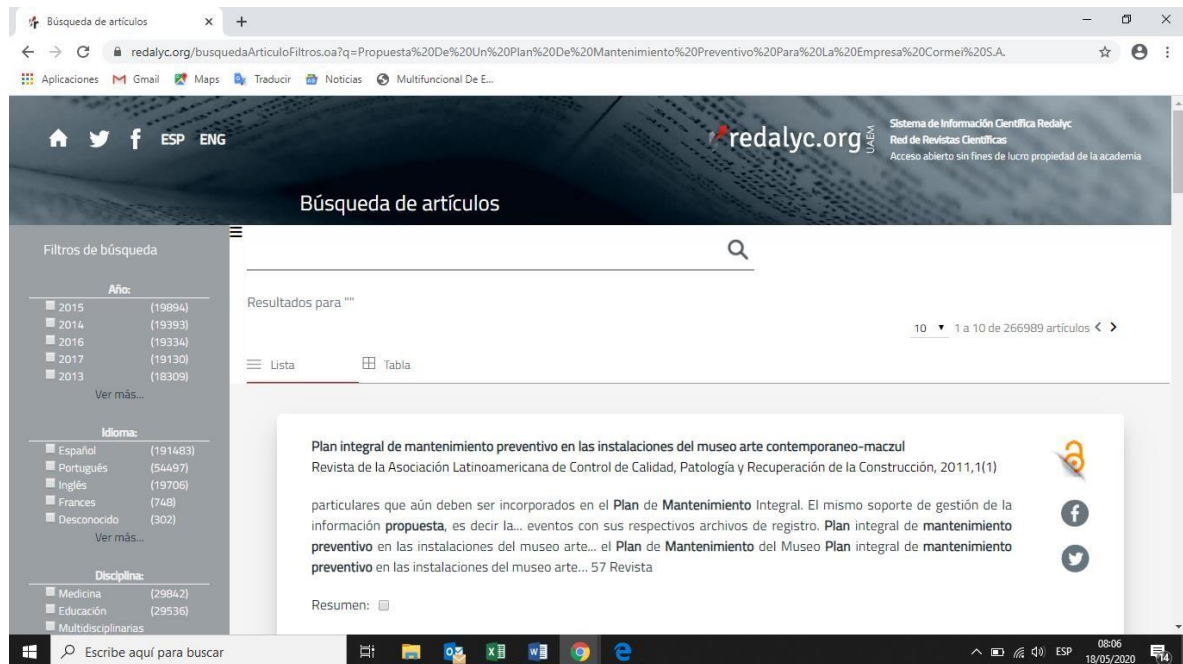 Búsqueda de artículos
redalyc.org/busquedaArticuloFiltros.oa?q=Propuesta%20De%20Un%20Plan%20De%20Mantenimiento%20Preventivo%20Para%20La%20Empresa%20Cormei%20S.A.
Aplicaciones Gmail Maps Traducir Noticias Multifuncional De E...
ESP ENG
redalyc.org UAEM
Sistema de Información Científica Redalyc
Red de Revistas Científicas
Acceso abierto sin fines de lucro propiedad de la academia
Búsqueda de artículos
Filtros de búsqueda
Año:
2015 (19894)
2014 (19393)
2016 (19334)
2017 (19130)
2013 (18309)
Ver más...
Idioma:
Español (191483)
Portugués (54497)
Inglés (19706)
Frances (748)
Desconocido (302)
Ver más...
Disciplina:
Medicina (29842)
Educación (29536)
Multidisciplinarias
Resultados para ""
10 1 a 10 de 266989 artículos
Lista Tabla
Plan integral de mantenimiento preventivo en las instalaciones del museo arte contemporaneo-maczul
Revista de la Asociación Latinoamericana de Control de Calidad, Patología y Recuperación de la Construcción, 2011,1(1)
particulares que aún deben ser incorporados en el Plan de Mantenimiento Integral. El mismo soporte de gestión de la
información propuesta, es decir la... eventos con sus respectivos archivos de registro. Plan integral de mantenimiento
preventivo en las instalaciones del museo arte... el Plan de Mantenimiento del Museo Plan integral de mantenimiento
preventivo en las instalaciones del museo arte... 57 Revista
Resumen:
Escribe aquí para buscar
ESP
08:06
18/05/2020
14